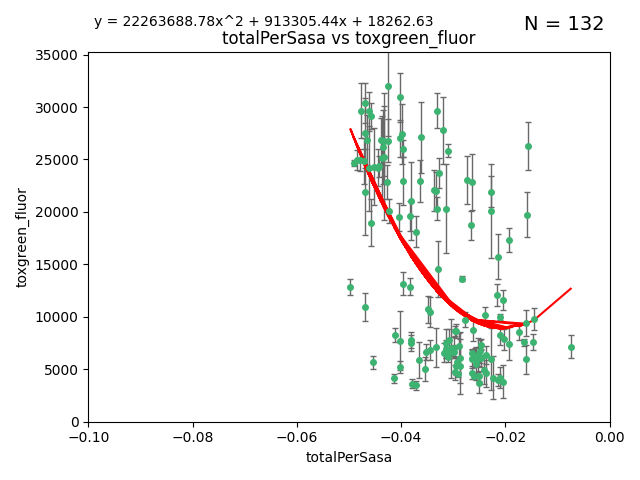 y = 22263688.78x^2 + 913305.44x + 18262.63
N = 132
totalPerSasa vs toxgreen_fluor
toxgreen_fluor
35000
30000
25000
20000
15000
10000
5000
0
−0.10
−0.08
−0.06
−0.04
−0.02
0.00
totalPerSasa